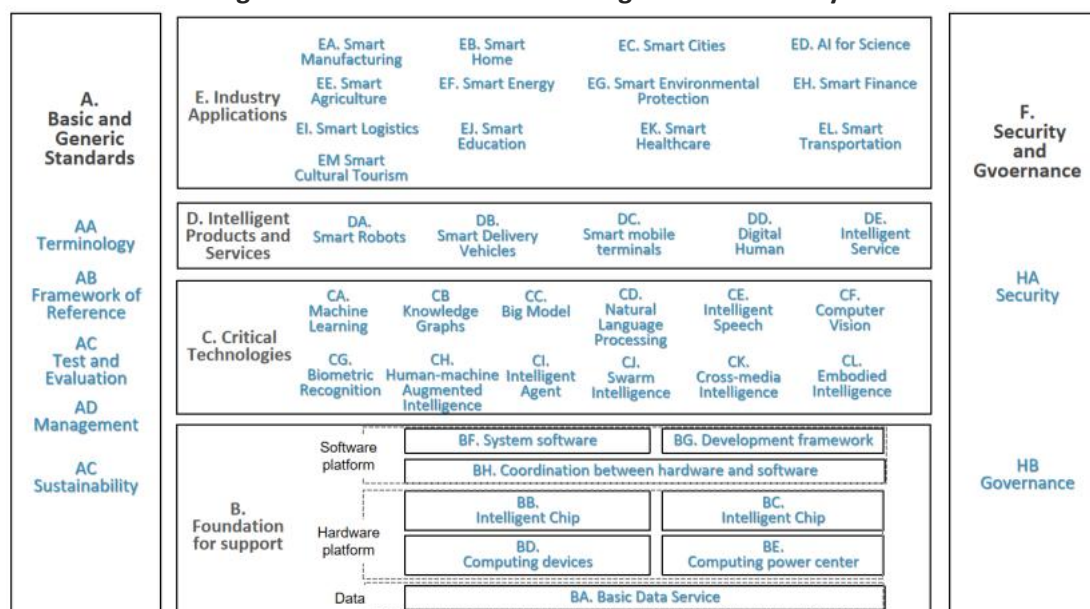 A.
Basic and
Generic
Standards
AA
Terminology
AB
Framework of
Reference
AC
Test and
Evaluation
AD
Management
AC
Sustainability
E. Industry
Applications
EA. Smart
Manufacturing
EB. Smart
Home
EC. Smart Cities
ED. AI for Science
EE. Smart
Agriculture
EF. Smart Energy
EG. Smart Environmental
Protection
EH. Smart Finance
EI. Smart Logistics
EJ. Smart
Education
EK. Smart
Healthcare
EL. Smart
Transportation
EM Smart
Cultural Tourism
D. Intelligent
Products and
Services
DA.
Smart Robots
DB.
Smart Delivery
Vehicles
DC.
Smart mobile
terminals
DD.
Digital
Human
DE.
Intelligent
Service
C. Critical
Technologies
CA.
Machine
Learning
CB
Knowledge
Graphs
CC.
Big Model
CD.
Natural
Language
Processing
CE.
Intelligent
Speech
CF.
Computer
Vision
CG.
Biometric
Recognition
CH.
Human-machine
Augmented
Intelligence
CI.
Intelligent
Agent
CJ.
Swarm
Intelligence
CK.
Cross-media
Intelligence
CL.
Embodied
Intelligence
B.
Foundation
for support
Software
platform
BF. System software
BG. Development framework
BH. Coordination between hardware and software
Hardware
platform
BB.
Intelligent Chip
BC.
Intelligent Chip
BD.
Computing devices
BE.
Computing power center
Data
BA. Basic Data Service
F.
Security
and
Gvoernance
HA
Security
HB
Governance